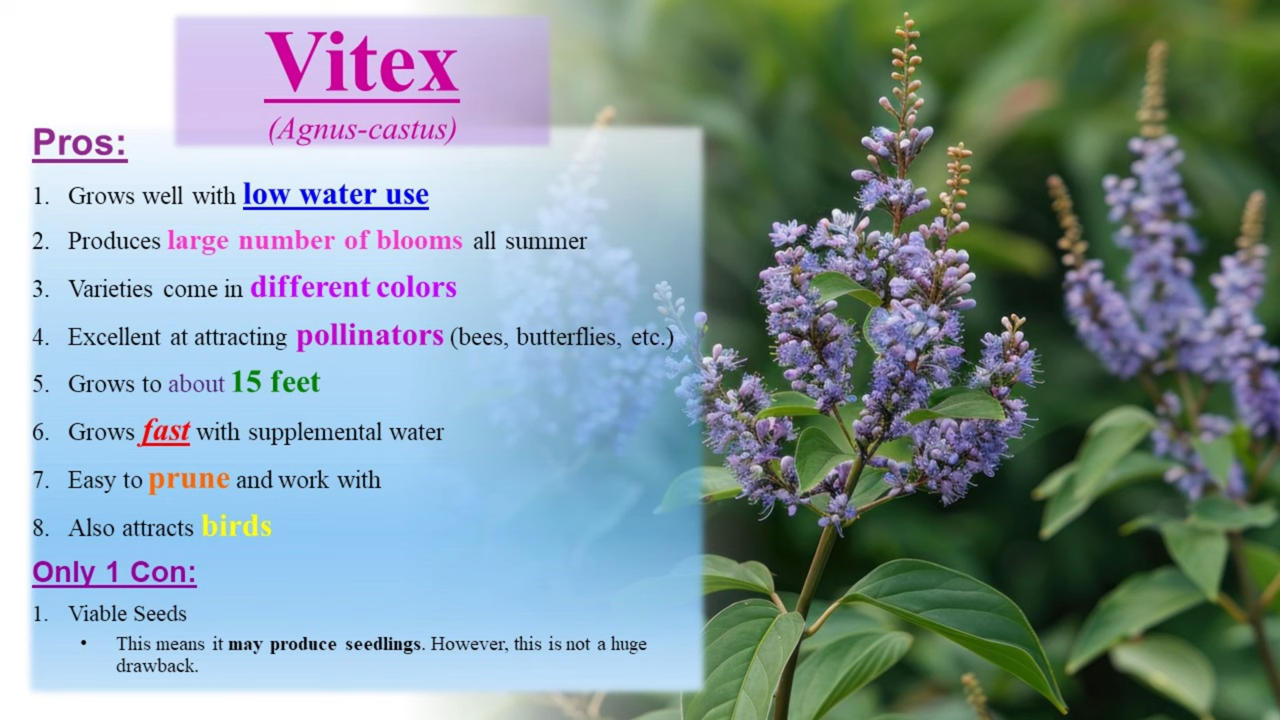 Vitex
(Agnus-castus)
Pros:
1. Grows well with low water use
2. Produces large number of blooms all summer
3. Varieties come in different colors
4. Excellent at attracting pollinators (bees, butterflies, etc.)
5. Grows to about 15 feet
6. Grows fast with supplemental water
7. Easy to prune and work with
8. Also attracts birds
Only 1 Con:
1. Viable Seeds
• This means it may produce seedlings. However, this is not a huge
drawback.